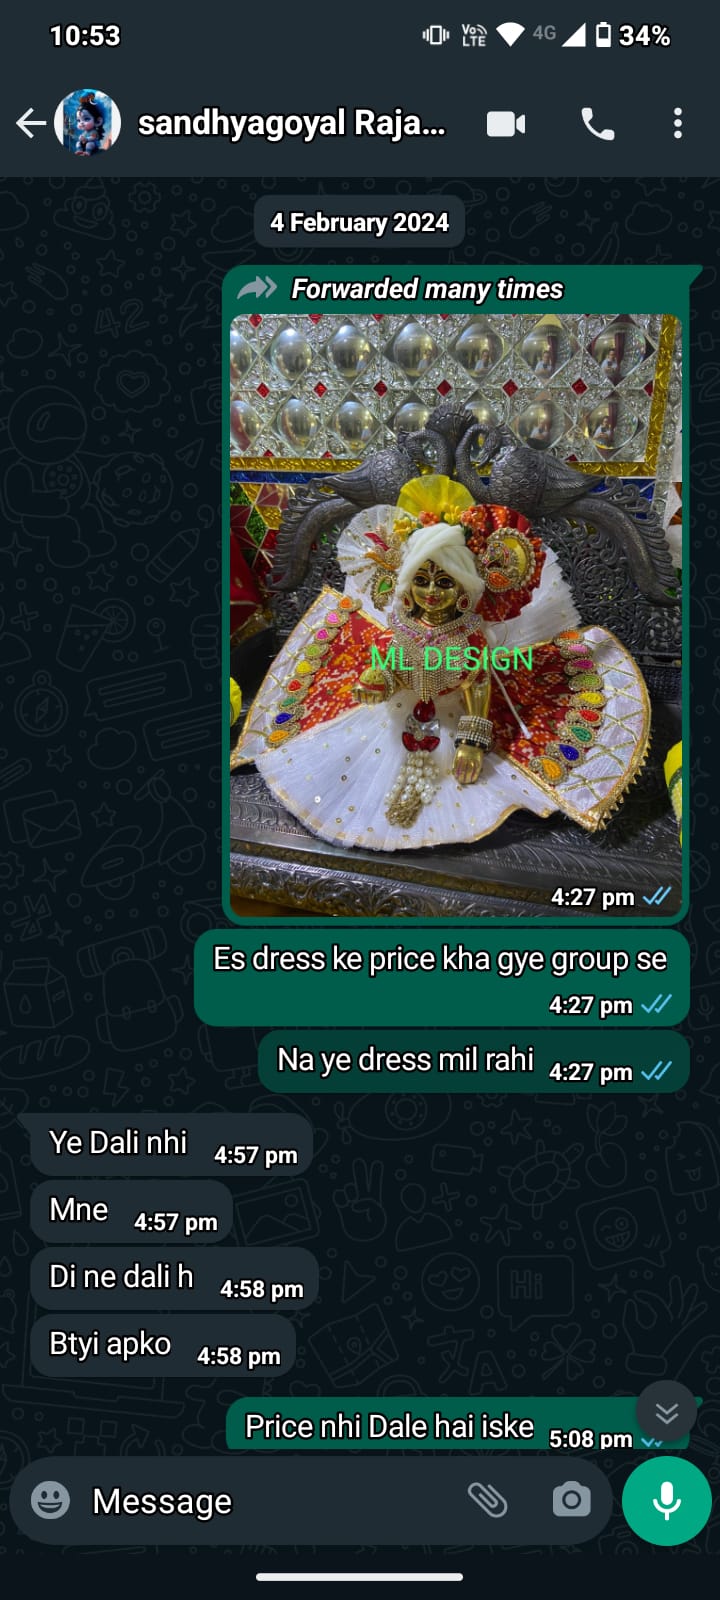 10:53
Vo LTE
4G
34%
sandhyagoyal Raja...
4 February 2024
Forwarded many times
ML DESIGN
4:27 pm
Es dress ke price kha gye group se
4:27 pm
Na ye dress mil rahi 4:27 pm
Ye Dali nhi 4:57 pm
Mne 4:57 pm
Di ne dali h 4:58 pm
Btyi apko 4:58 pm
Price nhi Dale hai iske 5:08 pm
Message